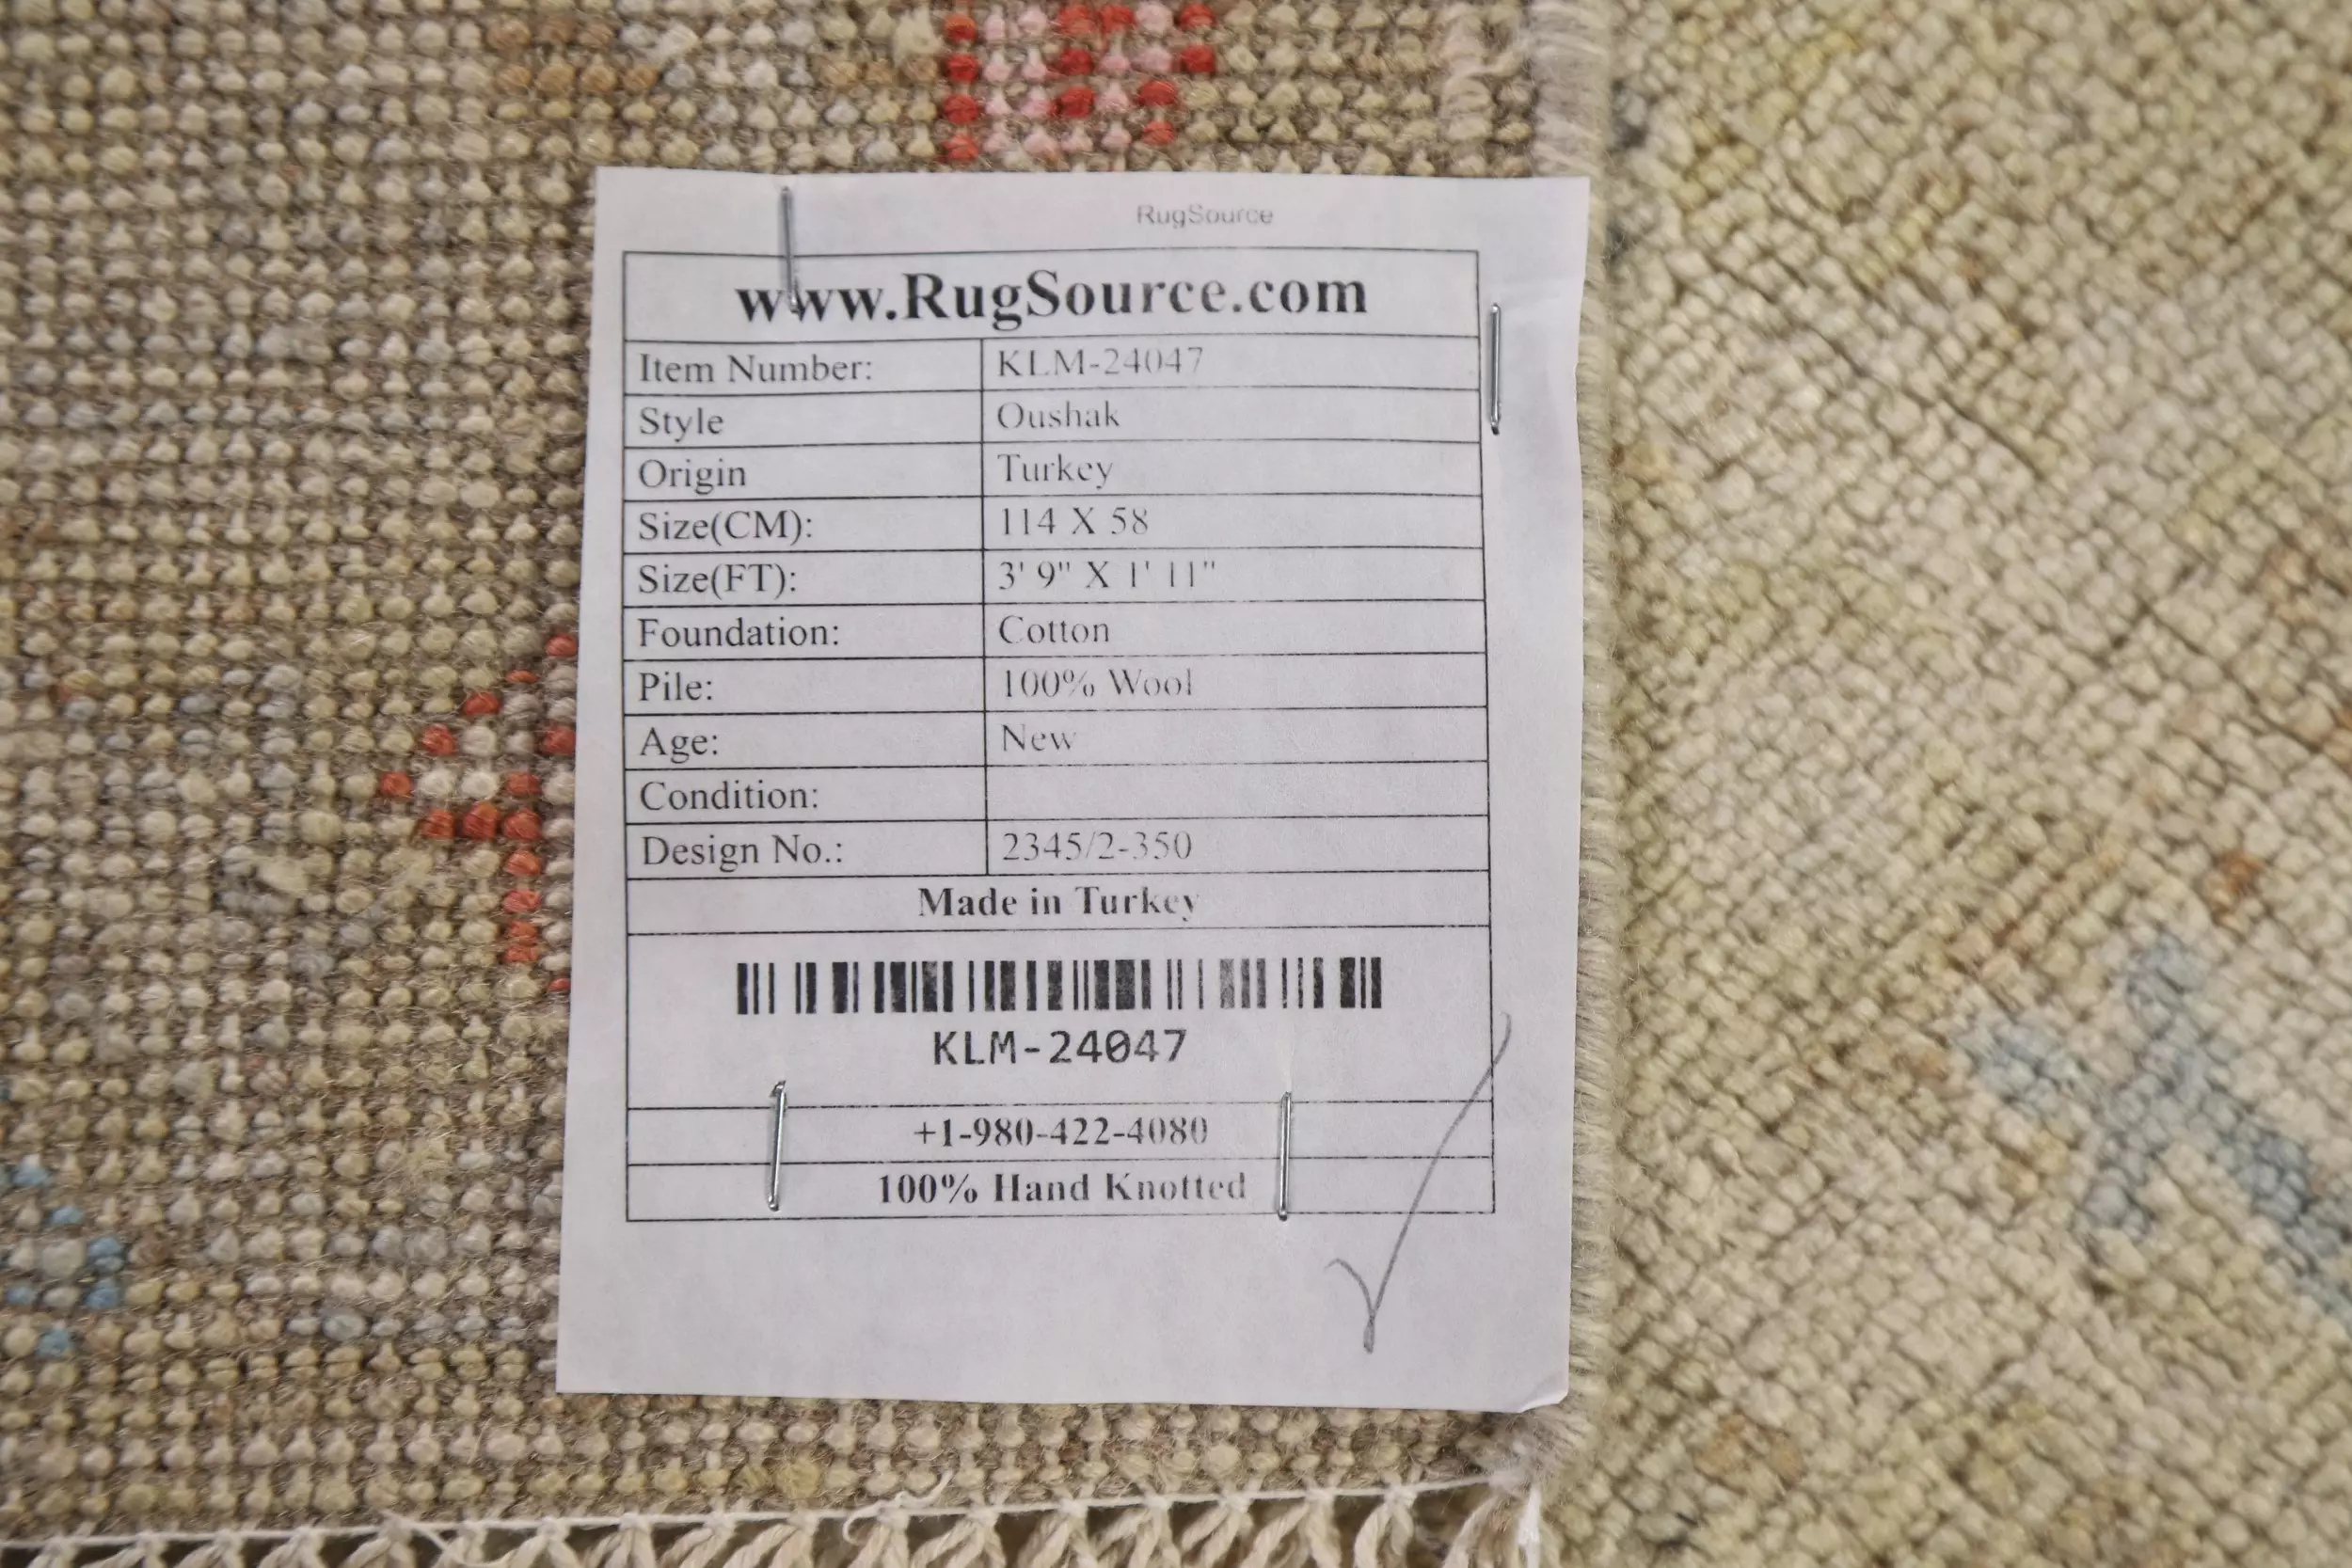 RugSource
www.RugSource.com
Item Number: KLM-24047
Style Oushak
Origin Turkey
Size(CM): 114 X 58
Size(FT): 3' 9" X 1' 11"
Foundation: Cotton
Pile: 100% Wool
Age: New
Condition:
Design No.: 2345/2-350
Made in Turkey
KLM-24047
+1-980-422-4080
100% Hand Knotted